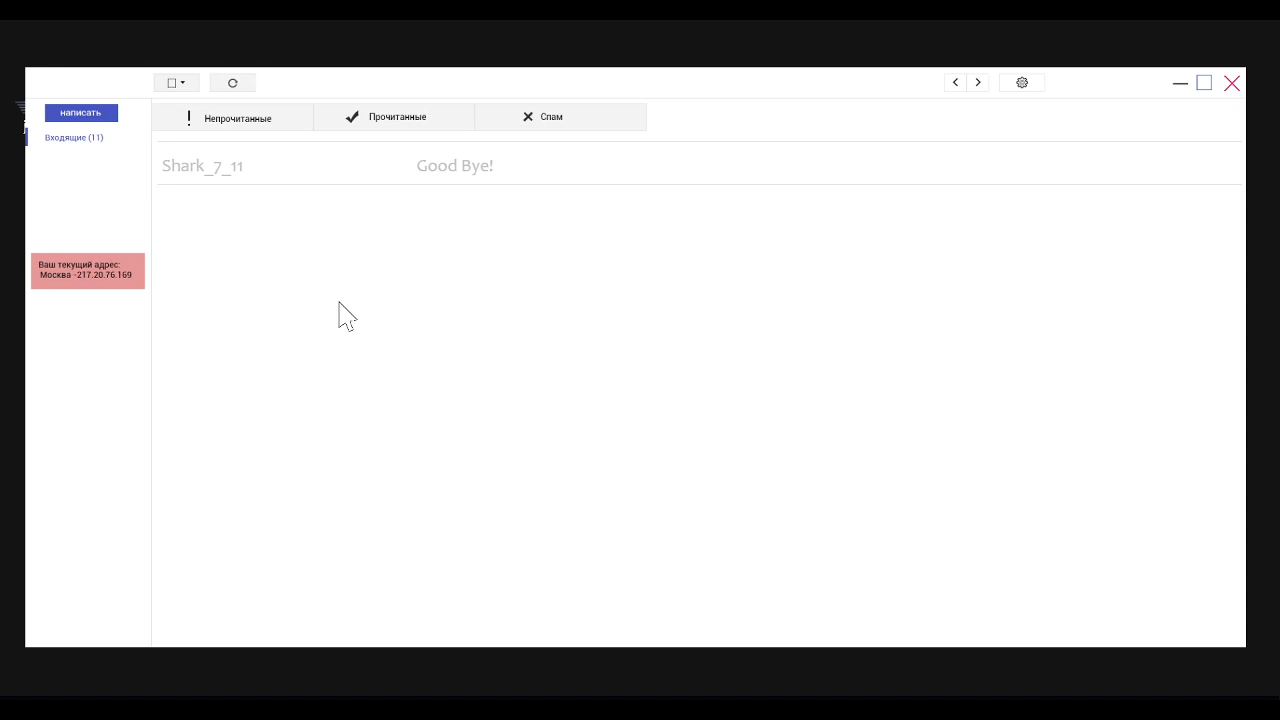 написать
Входящие (11)
Непрочитанные
Прочитанные
Спам
Shark_7_11
Good Bye!
Ваш текущий адрес:
Москва -217.20.76.169